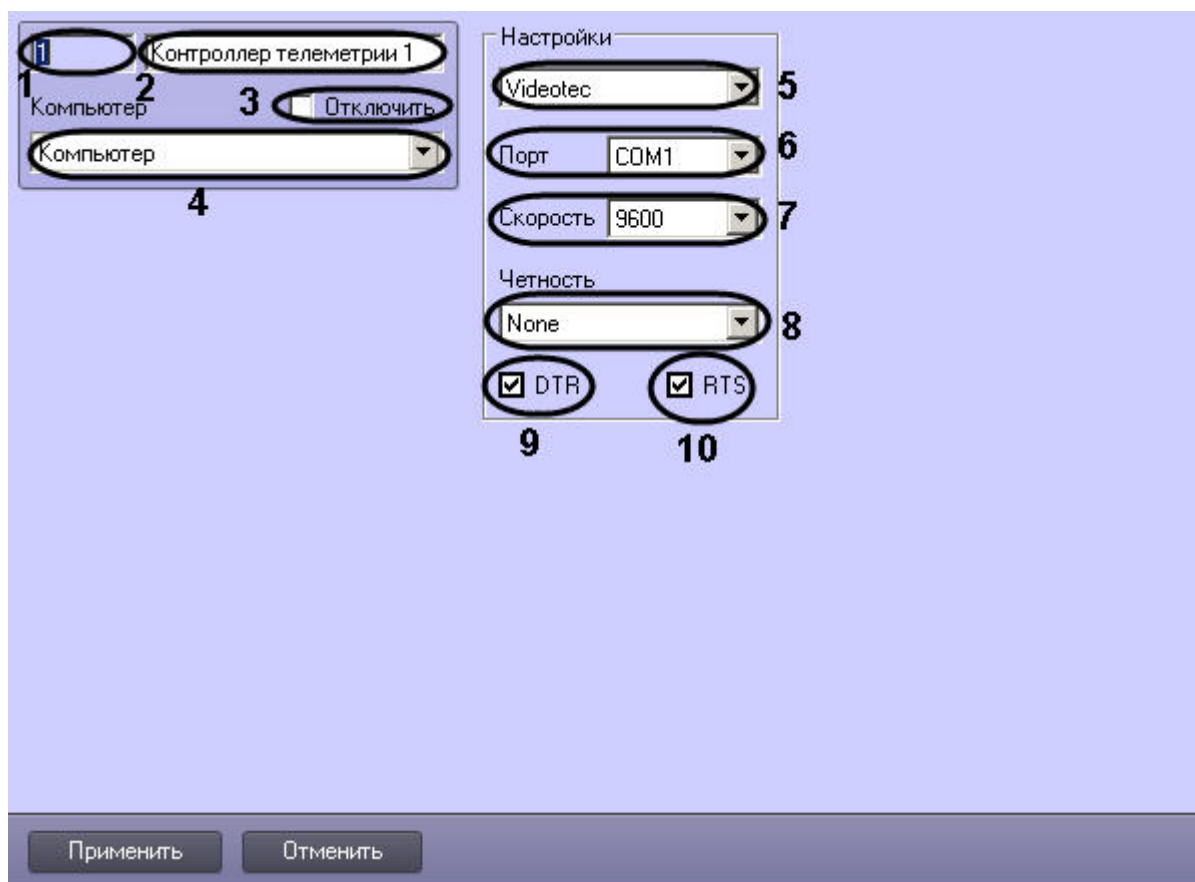 1 Контроллер телеметрии 1
1 2
Компьютер 3 Отключить
Компьютер
4
Настройки
Videotec 5
Порт COM1 6
Скорость 9600 7
Четность
None 8
DTR RTS
9 10
Применить Отменить